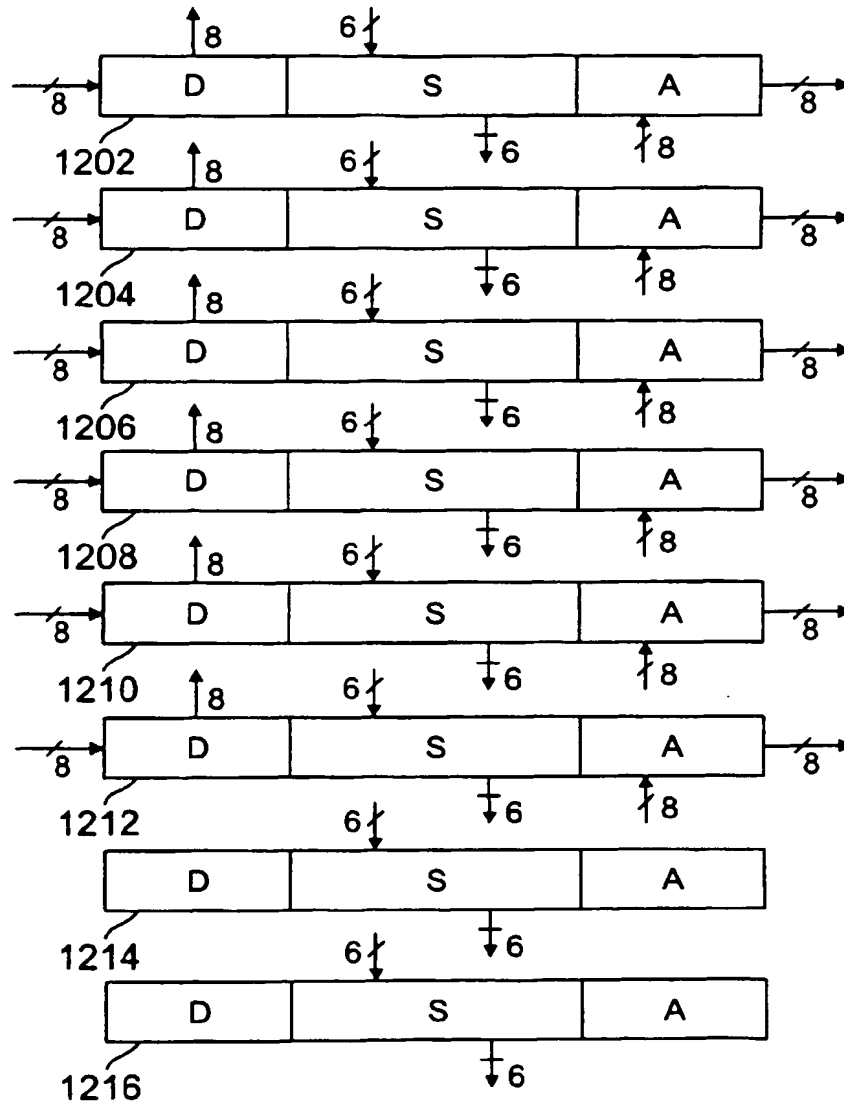 8 6
8 D S A 8
1202 8 6 6 8
8 D S A 8
1204 8 6 6 8
8 D S A 8
1206 8 6 6 8
8 D S A 8
1208 8 6 6 8
8 D S A 8
1210 8 6 6 8
8 D S A 8
1212 6 6 8
D S A
1214 6 6
D S A
1216 6